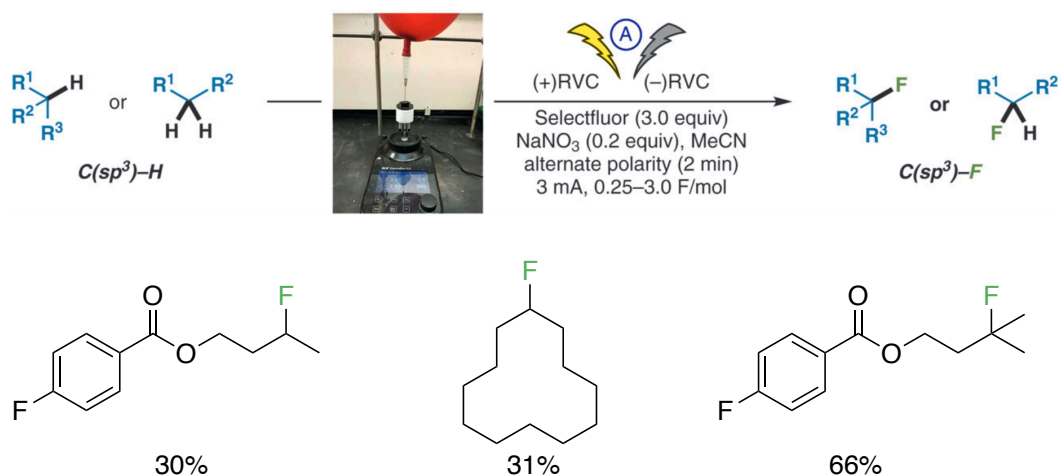 R¹ H
R²
R³
or
R¹ R²
H H
C(sp³)–H
A
(+)RVC (–)RVC
Selectfluor (3.0 equiv)
NaNO₃ (0.2 equiv), MeCN
alternate polarity (2 min)
3 mA, 0.25–3.0 F/mol
R¹ F
R²
R³
or
R¹ R²
F H
C(sp³)–F
O F
O
F
30%
F
31%
O F
O
F
66%